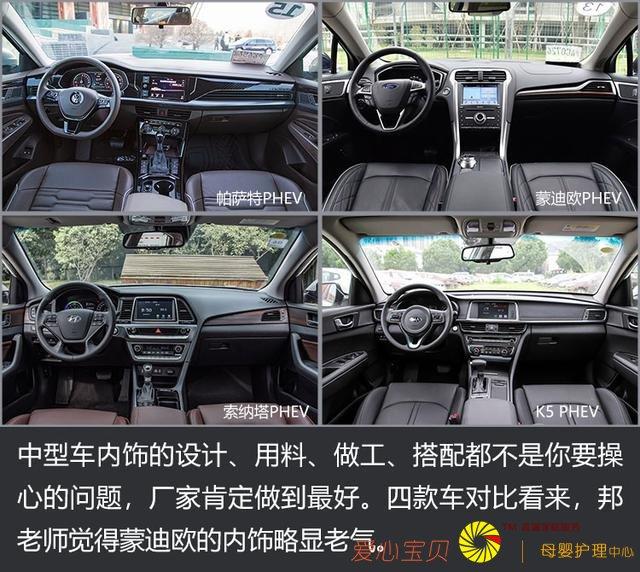 帕萨特PHEV
蒙迪欧PHEV
索纳塔PHEV
K5 PHEV
中型车内饰的设计、用料、做工、搭配都不是你要操
心的问题，厂家肯定做到最好。四款车对比看来，邦
老师觉得蒙迪欧的内饰略显老气。
爱心宝贝
TM
母婴护理中心